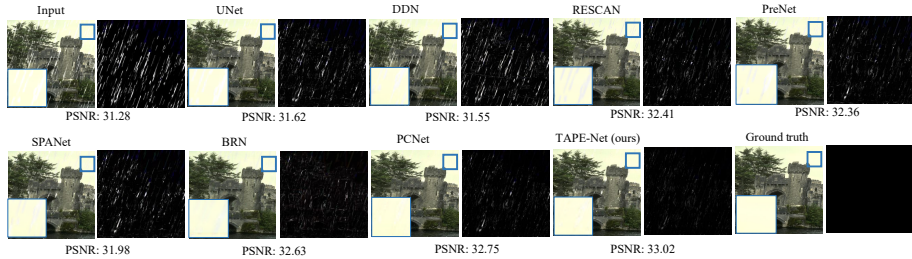 Input
UNet
DDN
RESCAN
PreNet
PSNR: 31.28
PSNR: 31.62
PSNR: 31.55
PSNR: 32.41
PSNR: 32.36
SPANet
BRN
PCNet
TAPE-Net (ours)
Ground truth
PSNR: 31.98
PSNR: 32.63
PSNR: 32.75
PSNR: 33.02